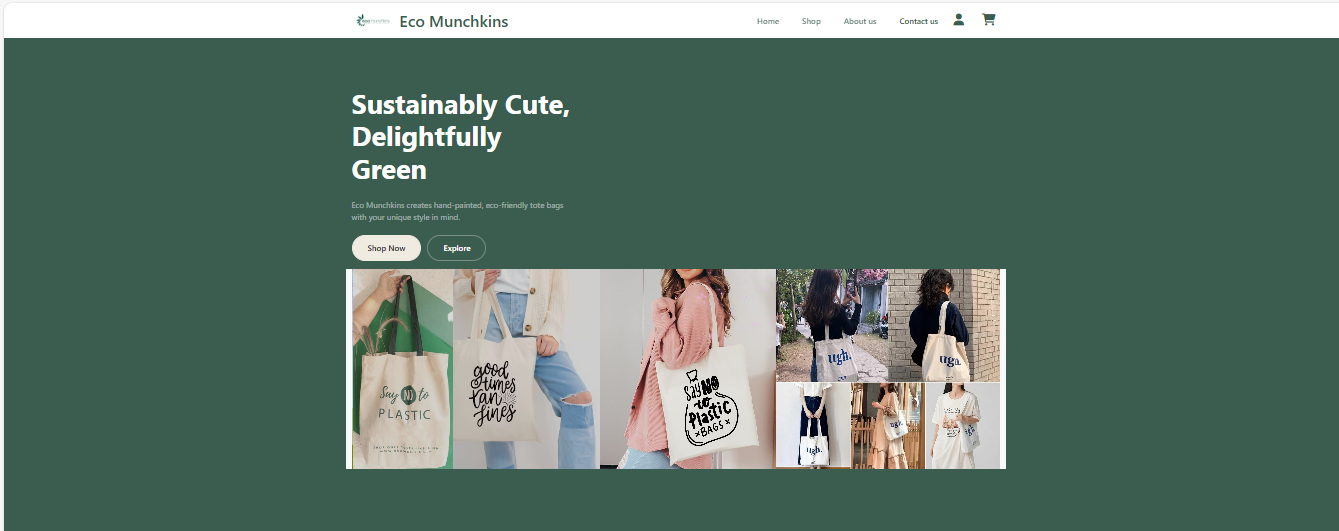 eco munchkins
Eco Munchkins
Home
Shop
About us
Contact us
Sustainably Cute,
Delightfully
Green
Eco Munchkins creates hand-painted, eco-friendly tote bags
with your unique style in mind.
Shop Now
Explore
Say NO to
PLASTIC
good
times
tan
lines
Say NO
to
Plastic
BAGS
ugh.
ugh.
ugh.
ugh.